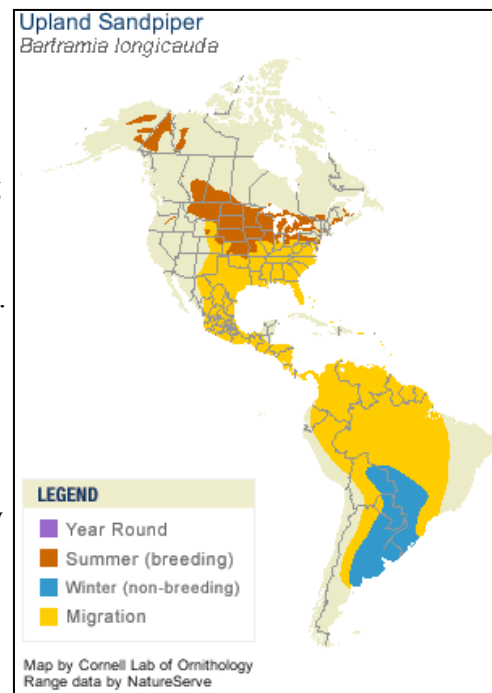 Upland Sandpiper
Bartramia longicauda
LEGEND
Year Round
Summer (breeding)
Winter (non-breeding)
Migration
Map by Cornell Lab of Ornithology
Range data by NatureServe